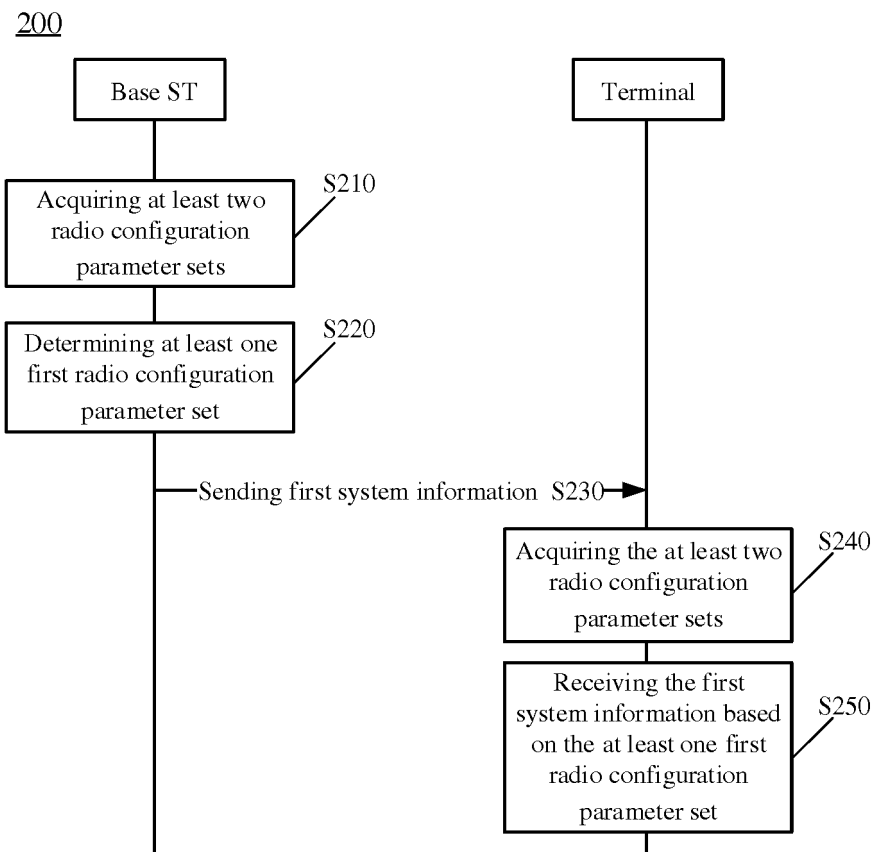 200
Base ST
Terminal
S210
Acquiring at least two
radio configuration
parameter sets
S220
Determining at least one
first radio configuration
parameter set
Sending first system information S230
S240
Acquiring the at least two
radio configuration
parameter sets
S250
Receiving the first
system information based
on the at least one first
radio configuration
parameter set